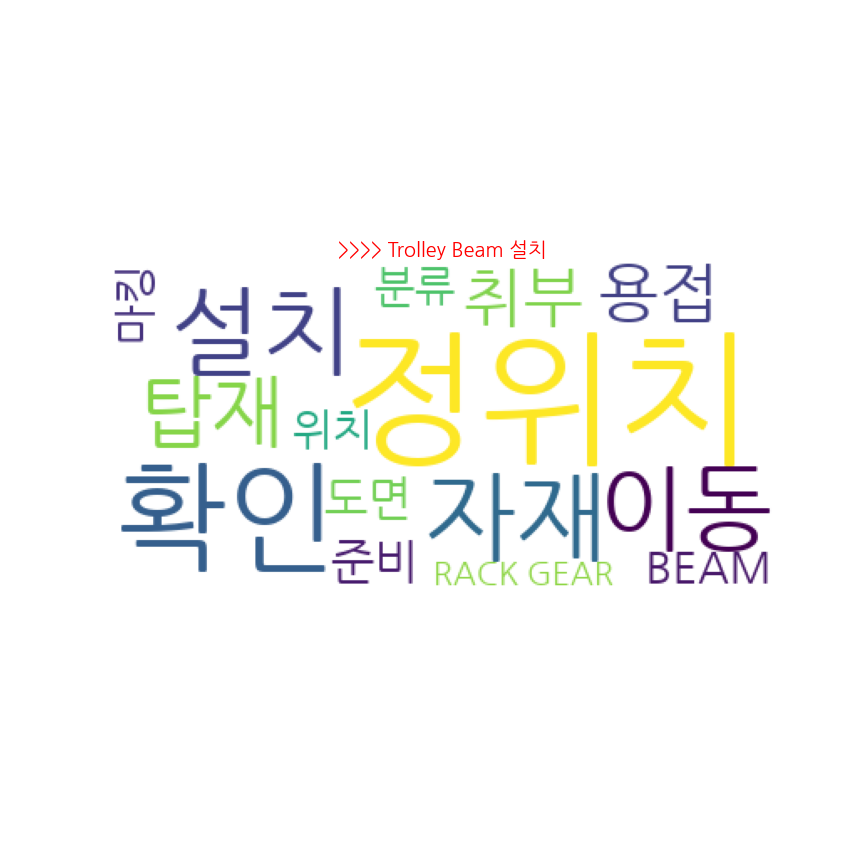 >>>> Trolley Beam 설치
마킹
설치
분류
취부
용접
정위치
탑재
위치
확인
도면
자재
이동
준비
RACK GEAR
BEAM